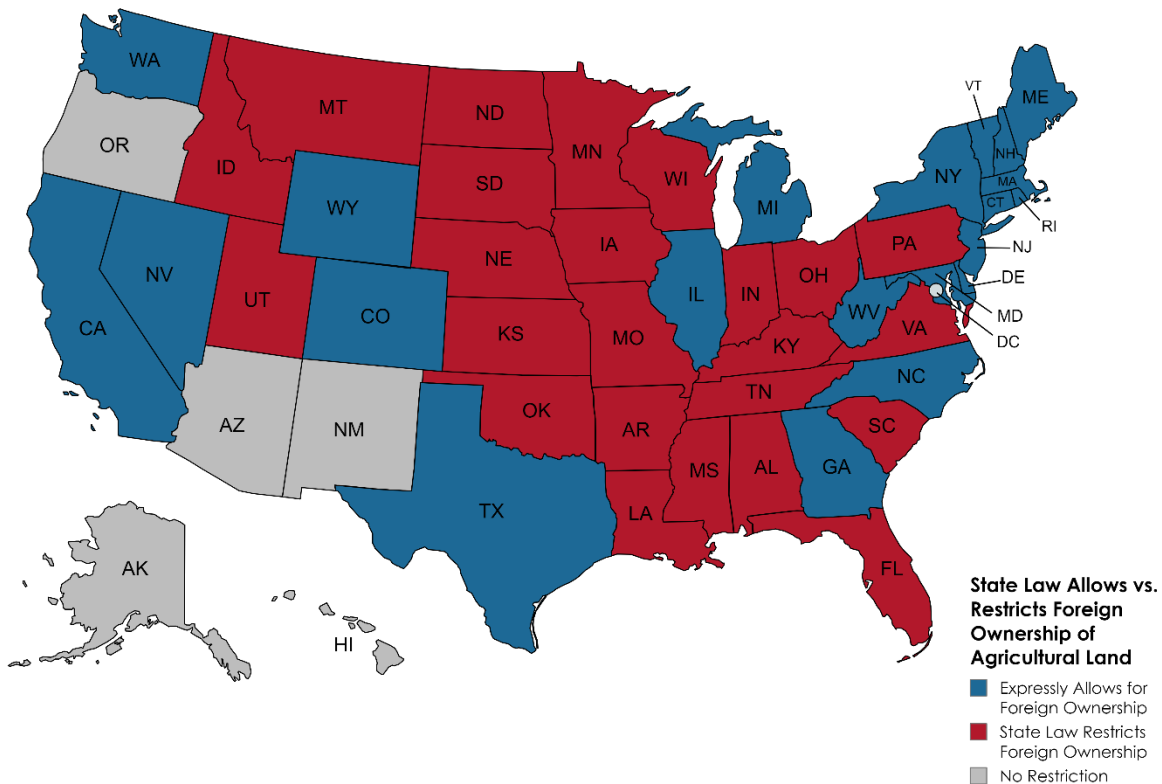 WA
VT
ME
MT
ND
OR
MN
NH
ID
WI
NY
MA
SD
CT
WY
MI
RI
IA
PA
NJ
NE
NV
OH
DE
IL
IN
UT
CO
WV
MD
CA
VA
KS
MO
DC
KY
NC
TN
OK
AZ
NM
AR
SC
MS
AL
GA
TX
LA
AK
FL
HI
State Law Allows vs.
Restricts Foreign
Ownership of
Agricultural Land
Expressly Allows for
Foreign Ownership
State Law Restricts
Foreign Ownership
No Restriction